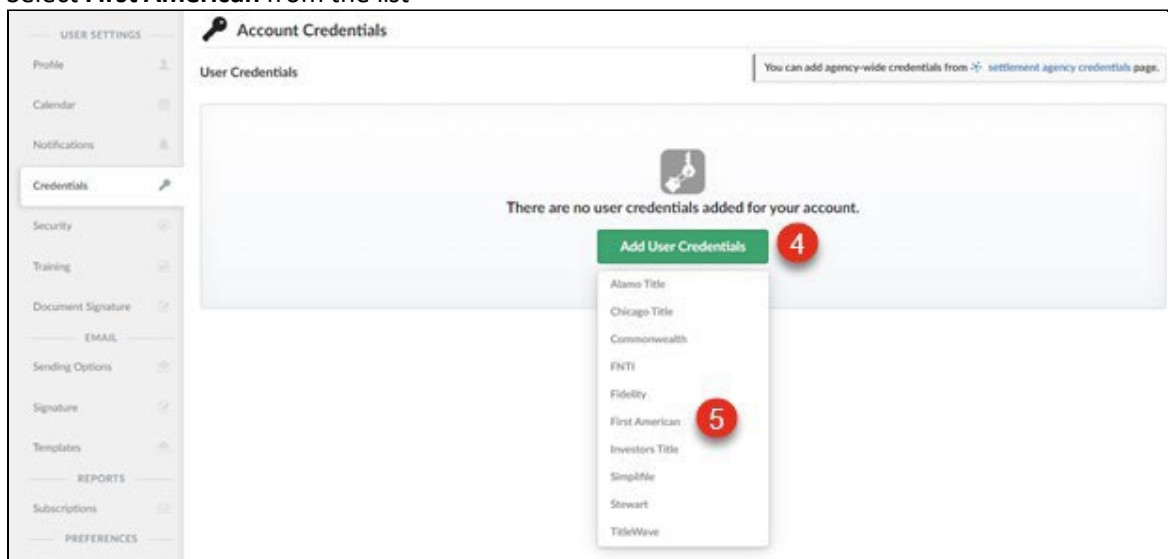 Select First American from the list
USER SETTINGS
Profile
Calendar
Notifications
Credentials
Security
Training
Document Signature
EMAIL
Sending Options
Signature
Templates
REPORTS
Subscriptions
PREFERENCES
Account Credentials
User Credentials
You can add agency-wide credentials from settlement agency credentials page.
There are no user credentials added for your account.
Add User Credentials
4
Alamo Title
Chicago Title
Commonwealth
FNTI
Fidelity
First American
5
Investors Title
Simplifile
Stewart
TitleWave